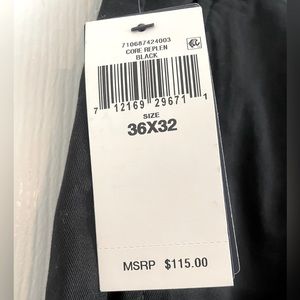 710687424003
CORE REPLEN
BLACK
7 12169 29671 1
SIZE
36X32
MSRP $115.00